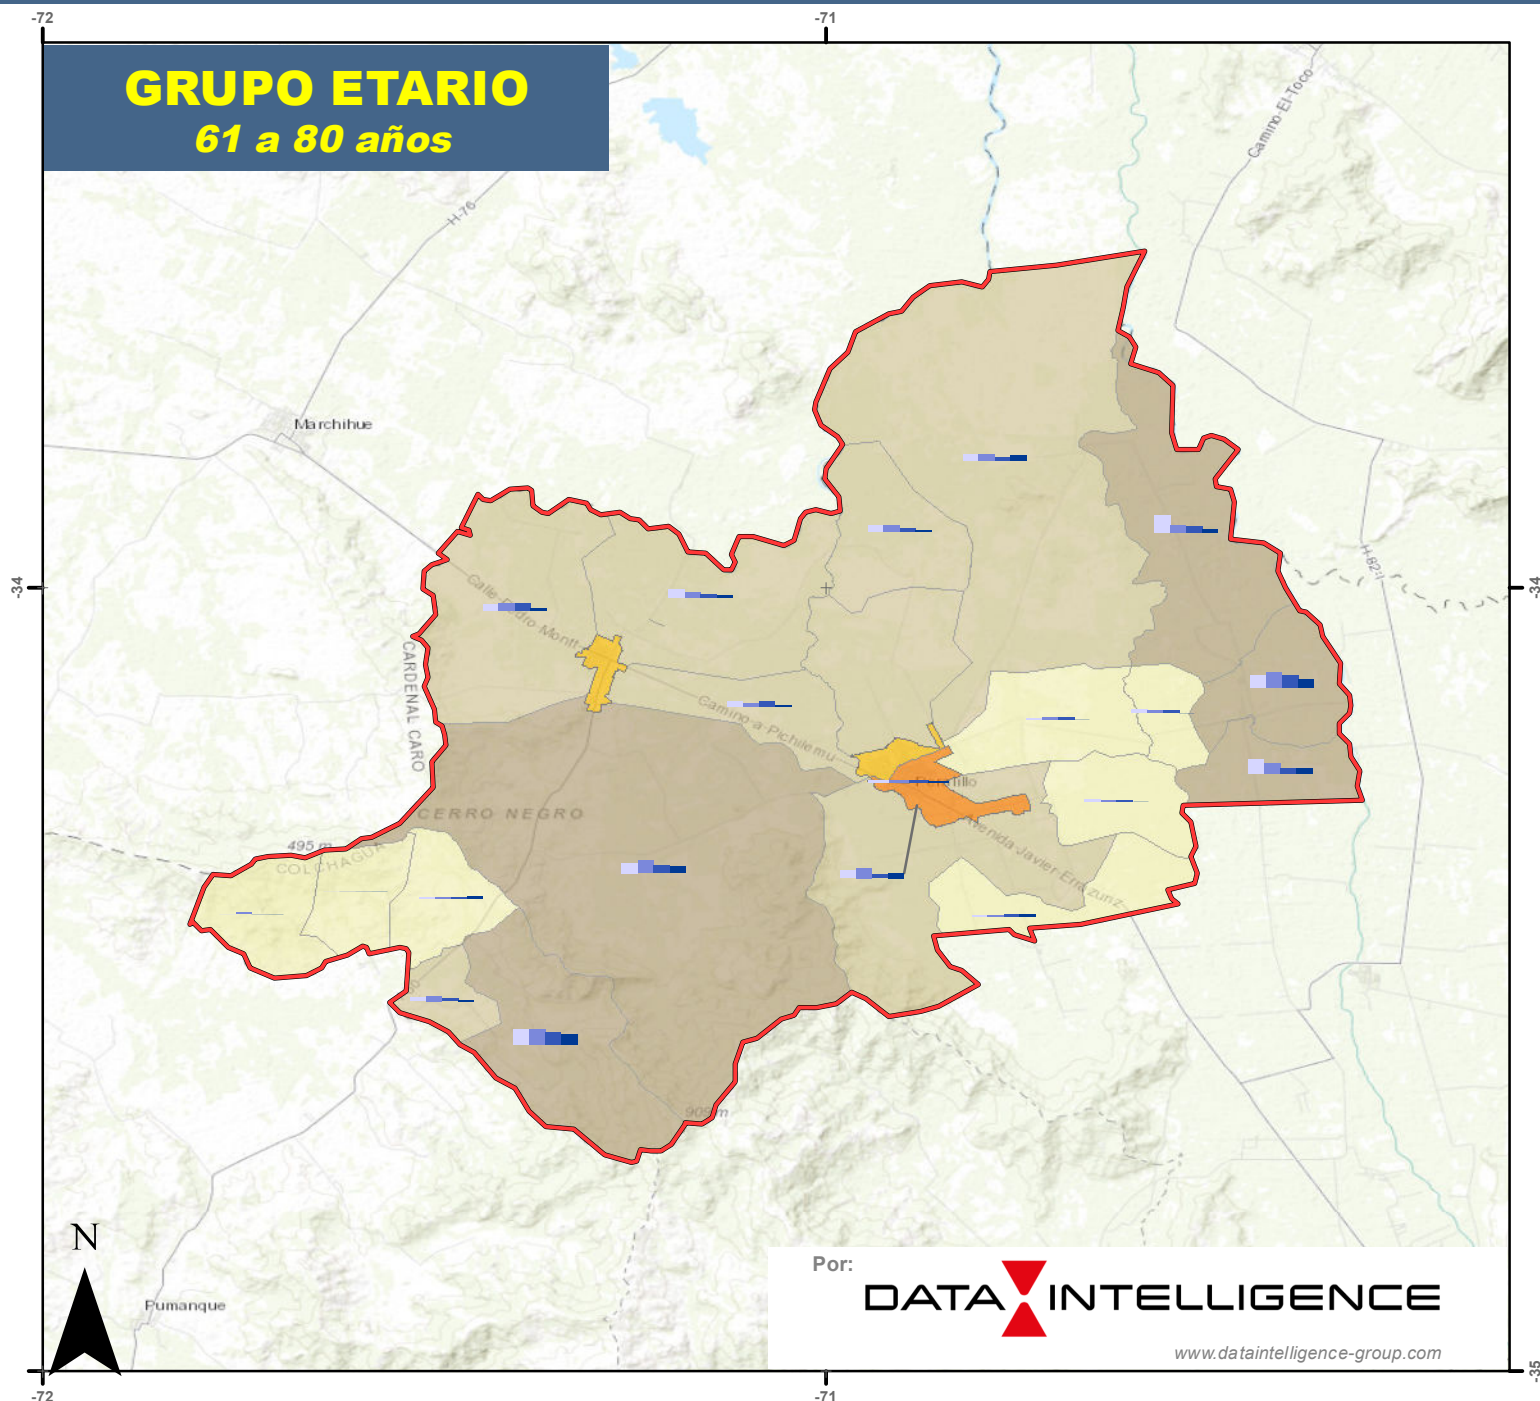 -72
-71
GRUPO ETARIO
61 a 80 años
Camino-El-Toco
H-76
Marchihue
H-82-I
-34
-34
Calle-Pedro-Montt
CARDENAL CARO
Camino-a-Pichilemu
CERRO NEGRO
495 m
COLCHAGUA
Avenida-Javier-Errazuriz
909 m
N
Pumanque
Por:
DATA INTELLIGENCE
www.dataintelligence-group.com
-35
-72
-71